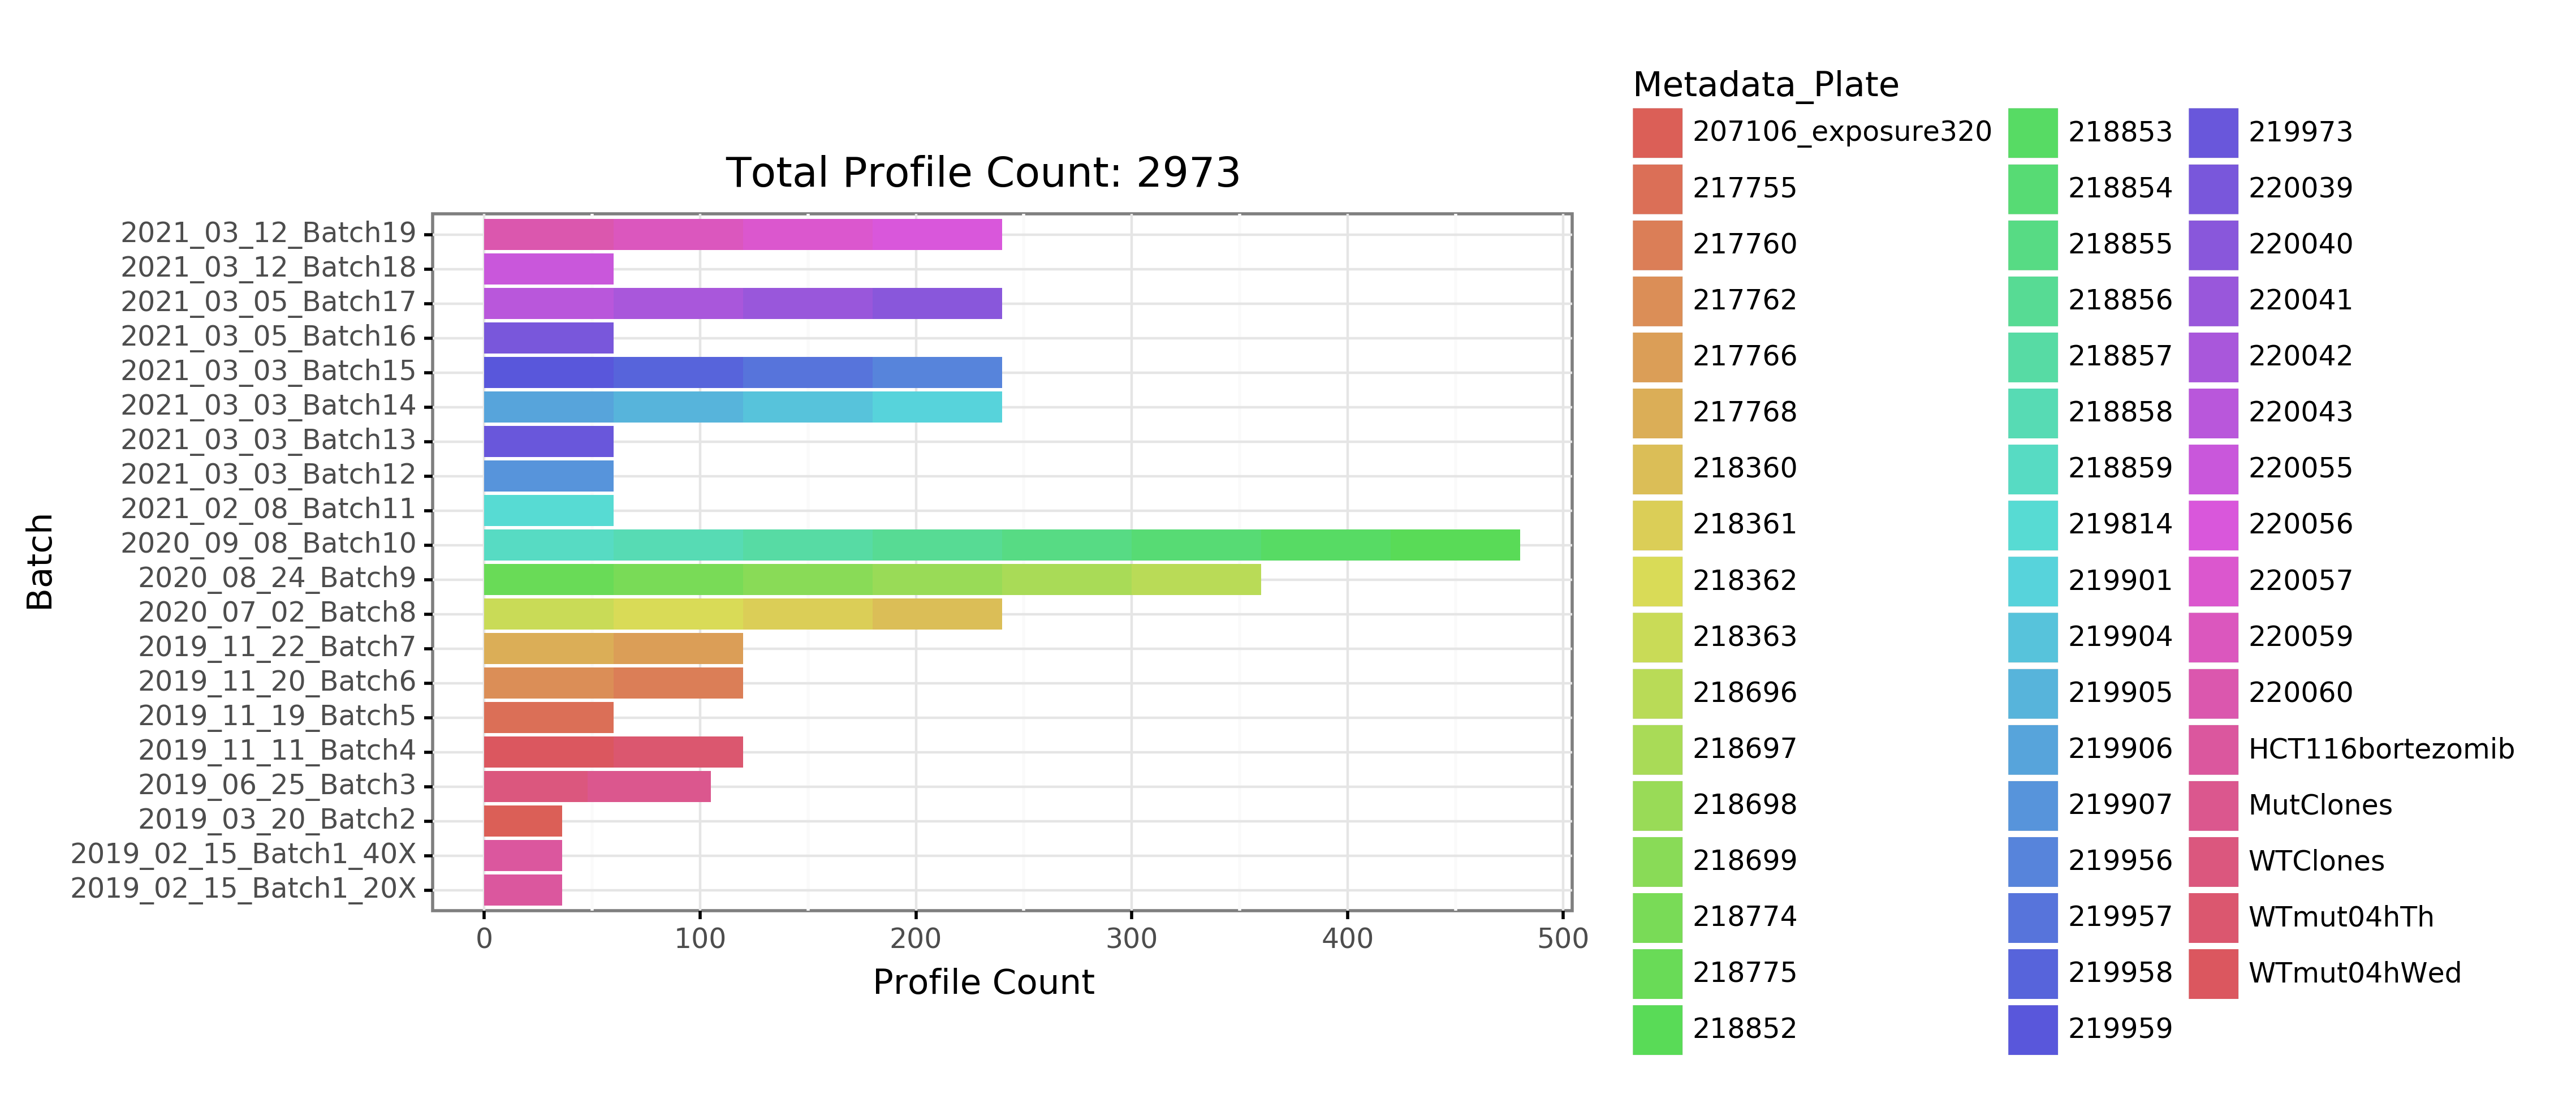 Total Profile Count: 2973
Batch
2021_03_12_Batch19
2021_03_12_Batch18
2021_03_05_Batch17
2021_03_05_Batch16
2021_03_03_Batch15
2021_03_03_Batch14
2021_03_03_Batch13
2021_03_03_Batch12
2021_02_08_Batch11
2020_09_08_Batch10
2020_08_24_Batch9
2020_07_02_Batch8
2019_11_22_Batch7
2019_11_20_Batch6
2019_11_19_Batch5
2019_11_11_Batch4
2019_06_25_Batch3
2019_03_20_Batch2
2019_02_15_Batch1_40X
2019_02_15_Batch1_20X
0 100 200 300 400 500
Profile Count
Metadata_Plate
207106_exposure320
217755
217760
217762
217766
217768
218360
218361
218362
218363
218696
218697
218698
218699
218774
218775
218852
218853
218854
218855
218856
218857
218858
218859
219814
219901
219904
219905
219906
219907
219956
219957
219958
219959
219973
220039
220040
220041
220042
220043
220055
220056
220057
220059
220060
HCT116bortezomib
MutClones
WTClones
WTmut04hTh
WTmut04hWed